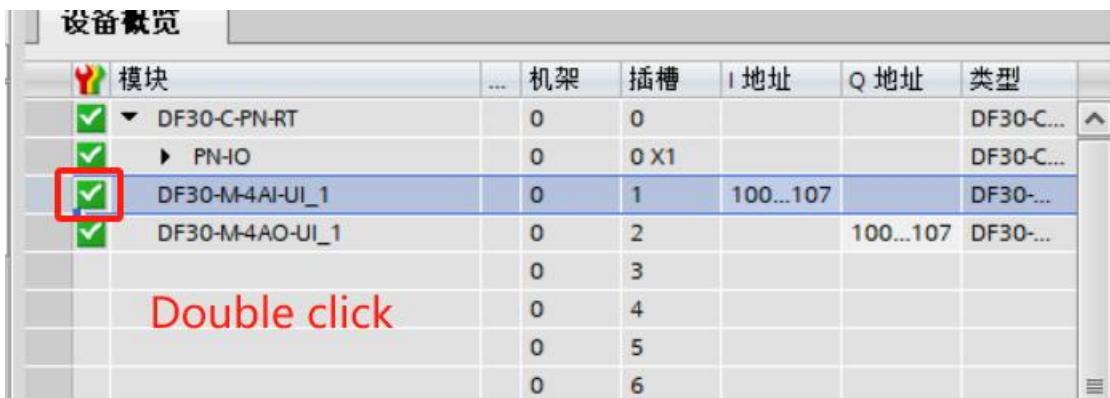 设备概览
模块 ... 机架 插槽 I 地址 Q 地址 类型
DF30-C-PN-RT 0 0 DF30-C...
PN-IO 0 0 X1 DF30-C...
DF30-M-4AI-UI_1 0 1 100...107 DF30-...
DF30-M-4AO-UI_1 0 2 100...107 DF30-...
0 3
Double click 0 4
0 5
0 6